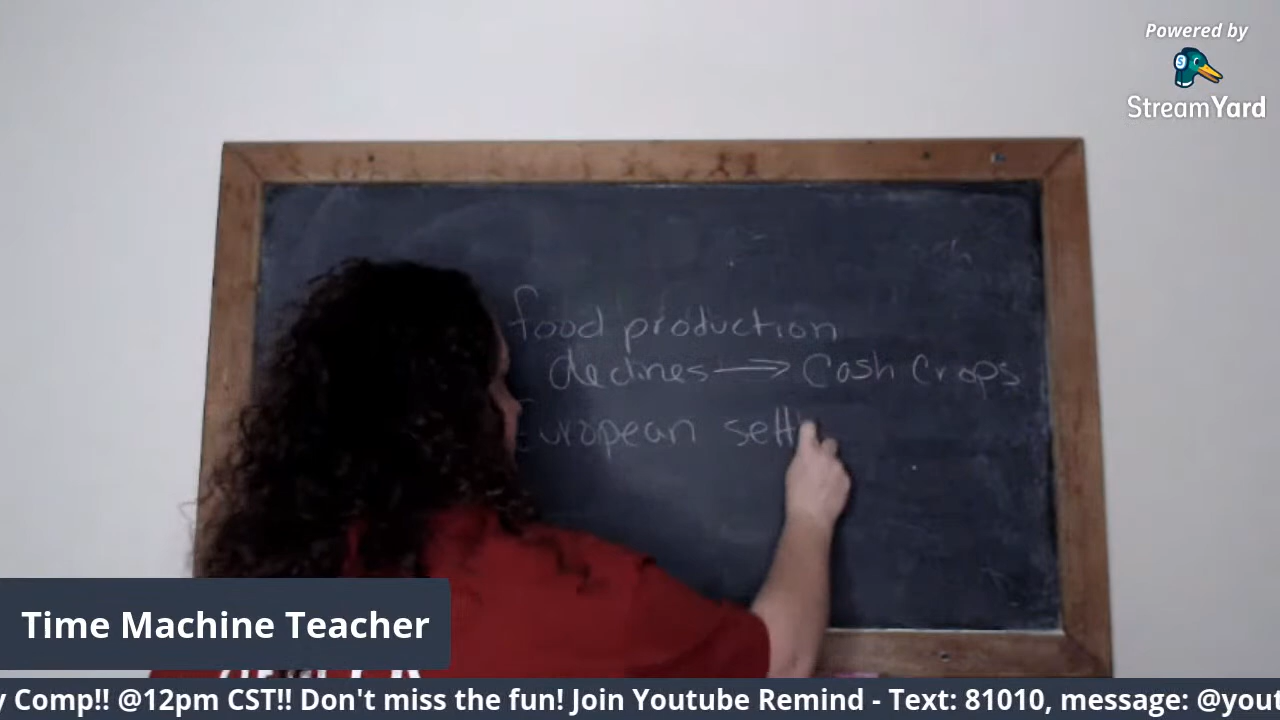 Powered by
StreamYard
food production
declines → Cash Crops
European sett
Time Machine Teacher
y Comp!! @12pm CST!! Don't miss the fun! Join Youtube Remind - Text: 81010, message: @yout